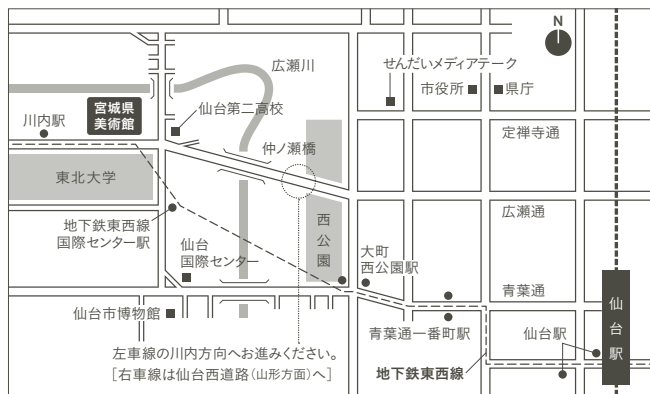 N
広瀬川
せんだいメディアテーク
市役所
県庁
宮城県
美術館
川内駅
仙台第二高校
定禅寺通
仲ノ瀬橋
東北大学
広瀬通
地下鉄東西線
国際センター駅
西公園
仙台
国際センター
大町
西公園駅
青葉通
仙台市博物館
青葉通一番町駅
仙台駅
仙台駅
左車線の川内方向へお進みください。
[右車線は仙台西道路(山形方面)へ]
地下鉄東西線